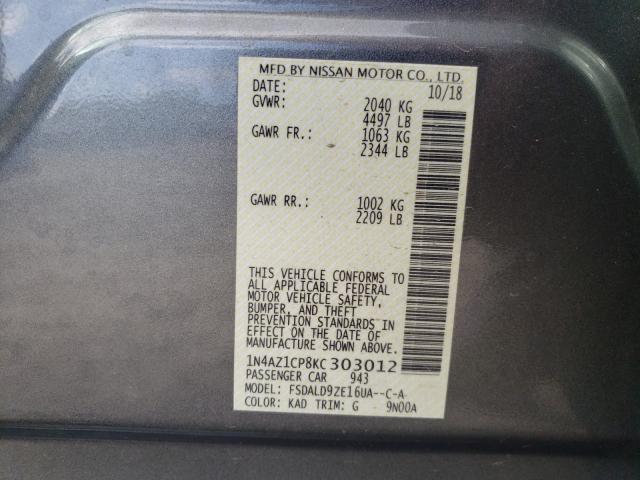 MFD BY NISSAN MOTOR CO., LTD.
DATE: 10/18
GVWR: 2040 KG
4497 LB
GAWR FR.: 1063 KG
2344 LB
GAWR RR.: 1002 KG
2209 LB
THIS VEHICLE CONFORMS TO
ALL APPLICABLE FEDERAL
MOTOR VEHICLE SAFETY,
BUMPER, AND THEFT
PREVENTION STANDARDS IN
EFFECT ON THE DATE OF
MANUFACTURE SHOWN ABOVE.
1N4AZ1CP8KC303012
PASSENGER CAR 943
MODEL: FSDALD9ZE16UA--C-A
COLOR: KAD TRIM: G 9N00A